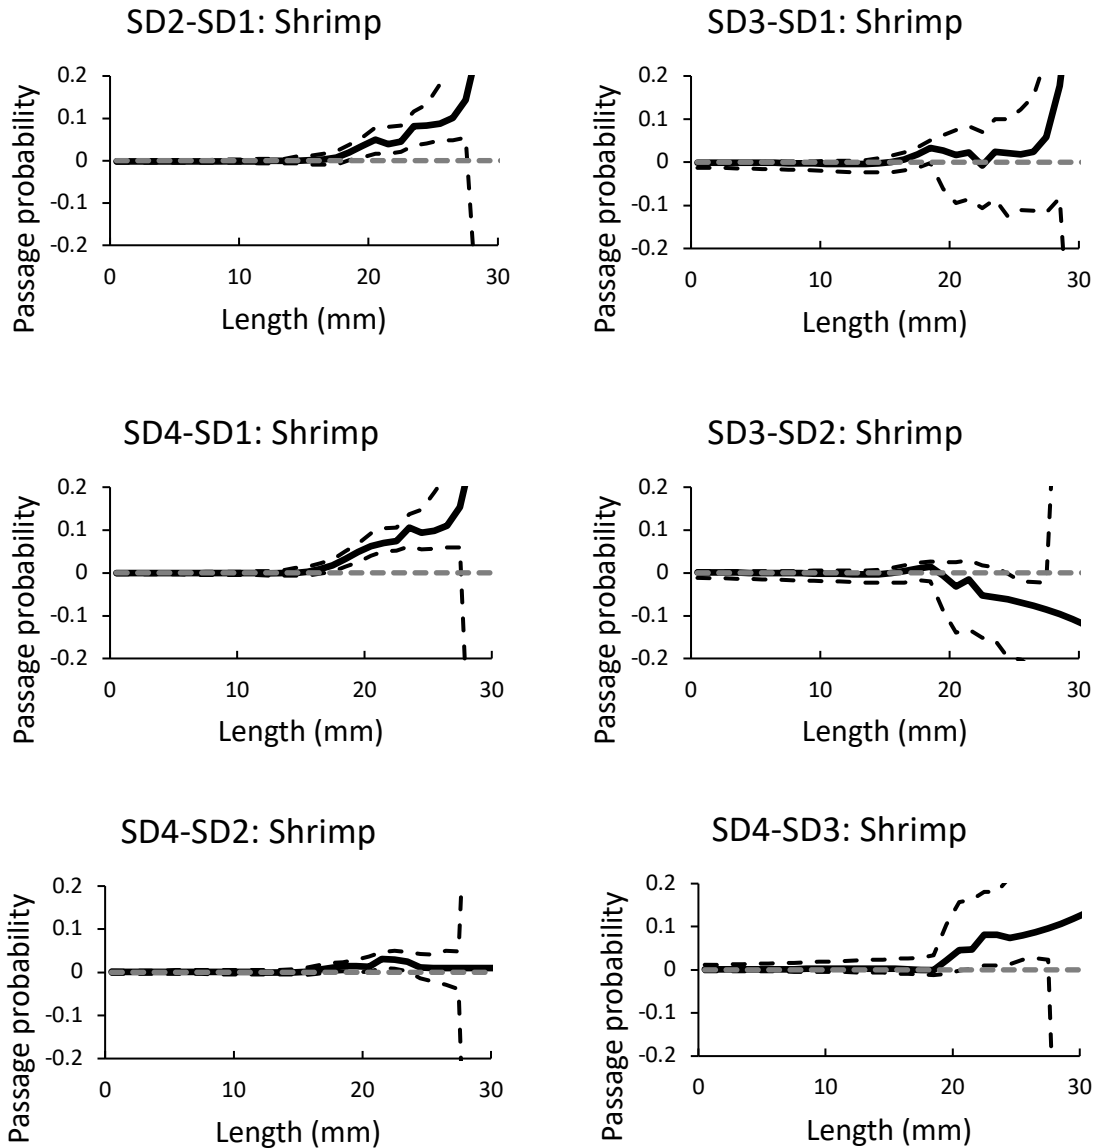 SD2-SD1: Shrimp
Passage probability
0.2
0.1
0
-0.1
-0.2
0 10 20 30
Length (mm)
SD3-SD1: Shrimp
Passage probability
0.2
0.1
0
-0.1
-0.2
0 10 20 30
Length (mm)
SD4-SD1: Shrimp
Passage probability
0.2
0.1
0
-0.1
-0.2
0 10 20 30
Length (mm)
SD3-SD2: Shrimp
Passage probability
0.2
0.1
0
-0.1
-0.2
0 10 20 30
Length (mm)
SD4-SD2: Shrimp
Passage probability
0.2
0.1
0
-0.1
-0.2
0 10 20 30
Length (mm)
SD4-SD3: Shrimp
Passage probability
0.2
0.1
0
-0.1
-0.2
0 10 20 30
Length (mm)